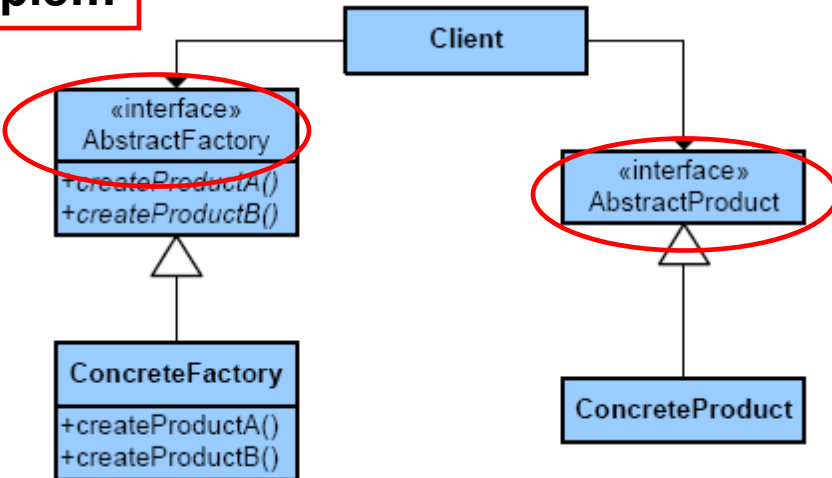 Client
«interface»
AbstractFactory
+createProductA()
+createProductB()
«interface»
AbstractProduct
ConcreteFactory
+createProductA()
+createProductB()
ConcreteProduct